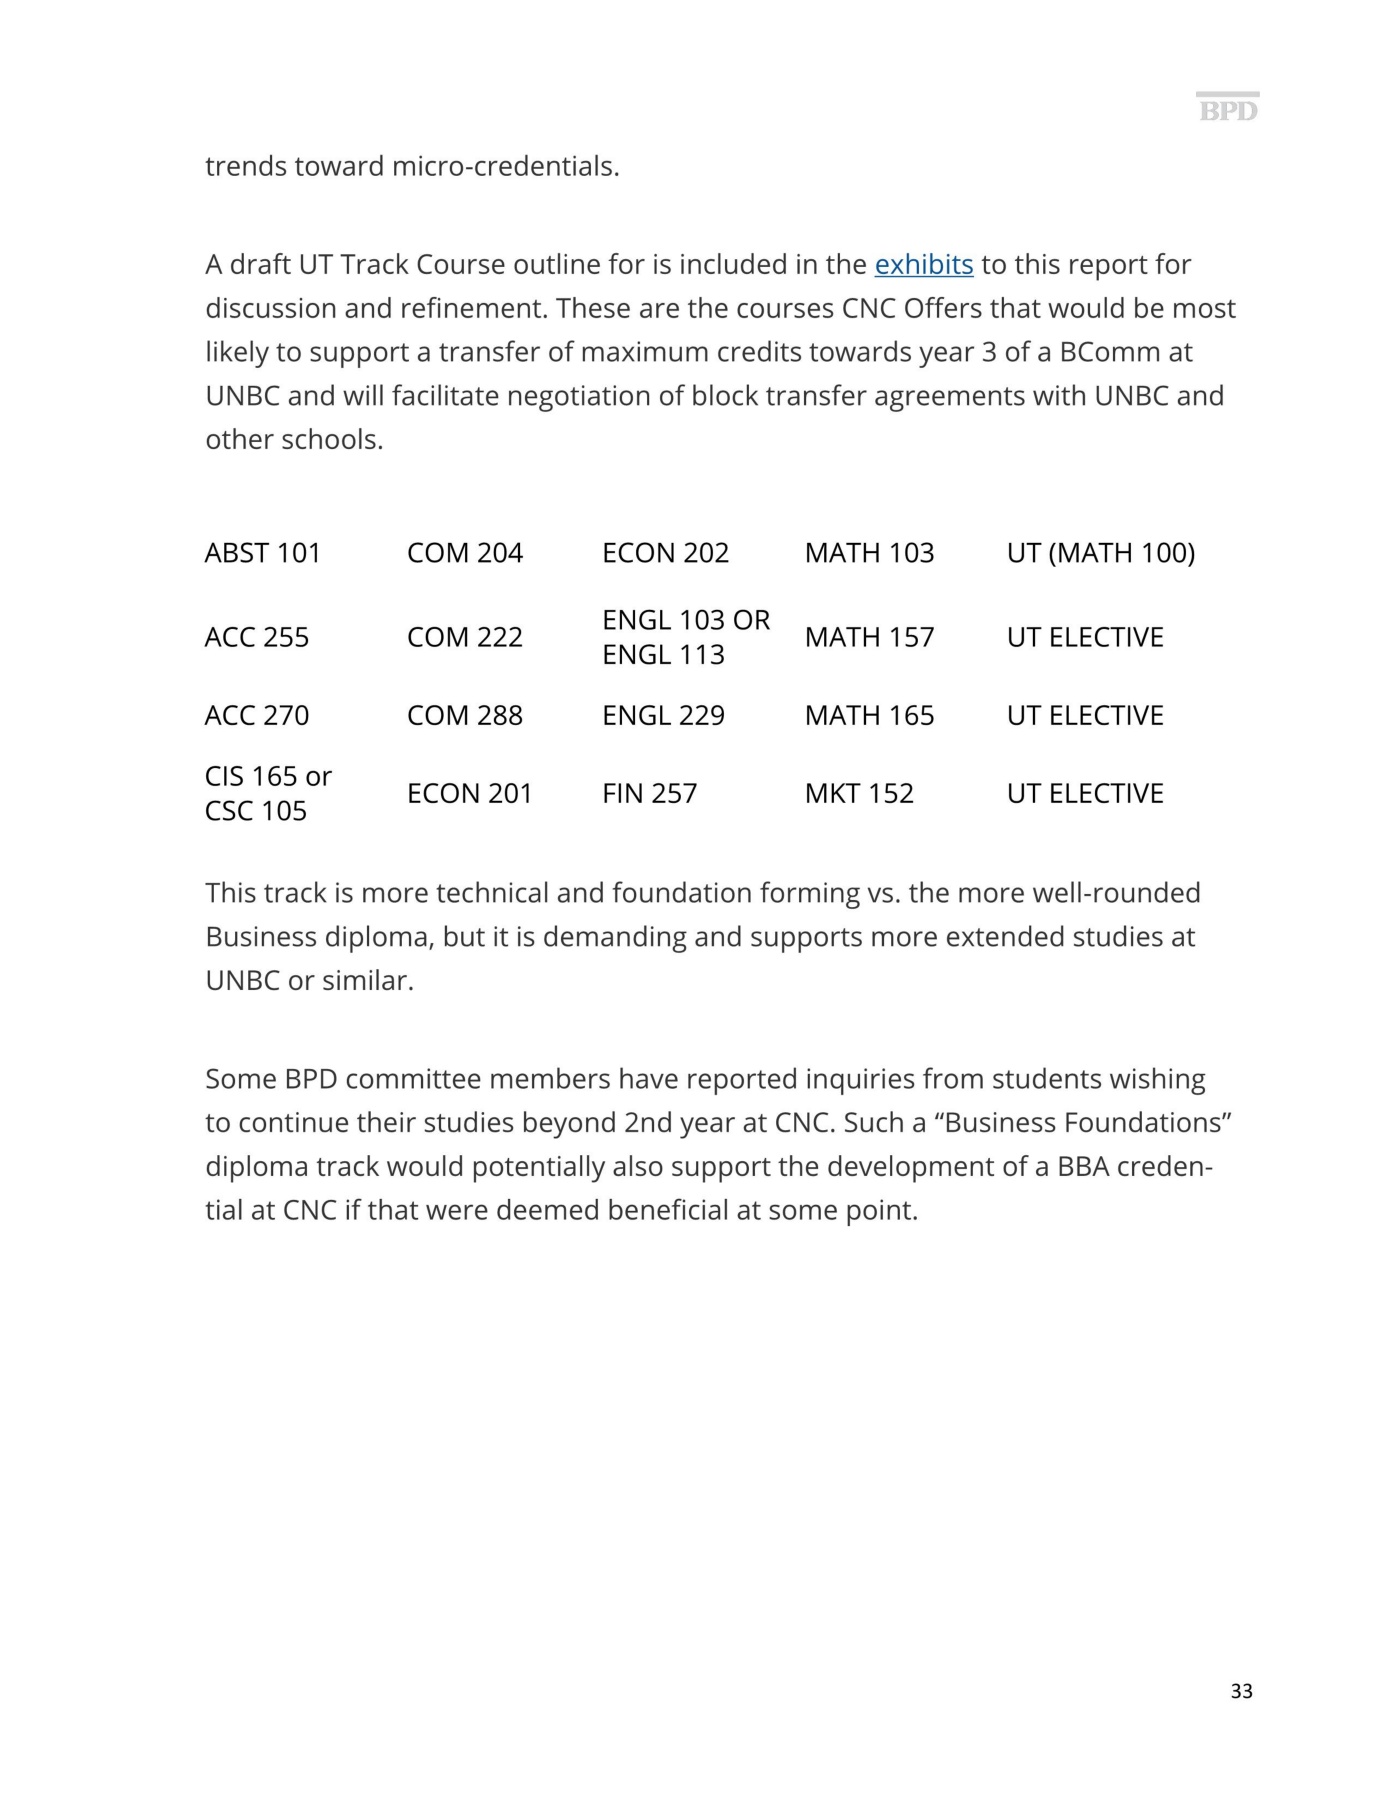 BPD
trends toward micro-credentials.
A draft UT Track Course outline for is included in the exhibits to this report for
discussion and refinement. These are the courses CNC Offers that would be most
likely to support a transfer of maximum credits towards year 3 of a BComm at
UNBC and will facilitate negotiation of block transfer agreements with UNBC and
other schools.
ABST 101 COM 204 ECON 202 MATH 103 UT (MATH 100)
ACC 255 COM 222 ENGL 103 OR ENGL 113 MATH 157 UT ELECTIVE
ACC 270 COM 288 ENGL 229 MATH 165 UT ELECTIVE
CIS 165 or CSC 105 ECON 201 FIN 257 MKT 152 UT ELECTIVE
This track is more technical and foundation forming vs. the more well-rounded
Business diploma, but it is demanding and supports more extended studies at
UNBC or similar.
Some BPD committee members have reported inquiries from students wishing
to continue their studies beyond 2nd year at CNC. Such a “Business Foundations”
diploma track would potentially also support the development of a BBA creden-
tial at CNC if that were deemed beneficial at some point.
33